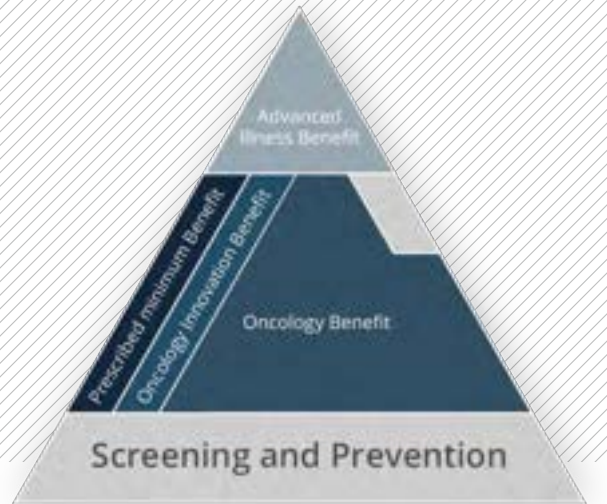 Advanced
Illness Benefit
Prescribed minimum Benefit
Oncology Innovation Benefit
Oncology Benefit
Screening and Prevention